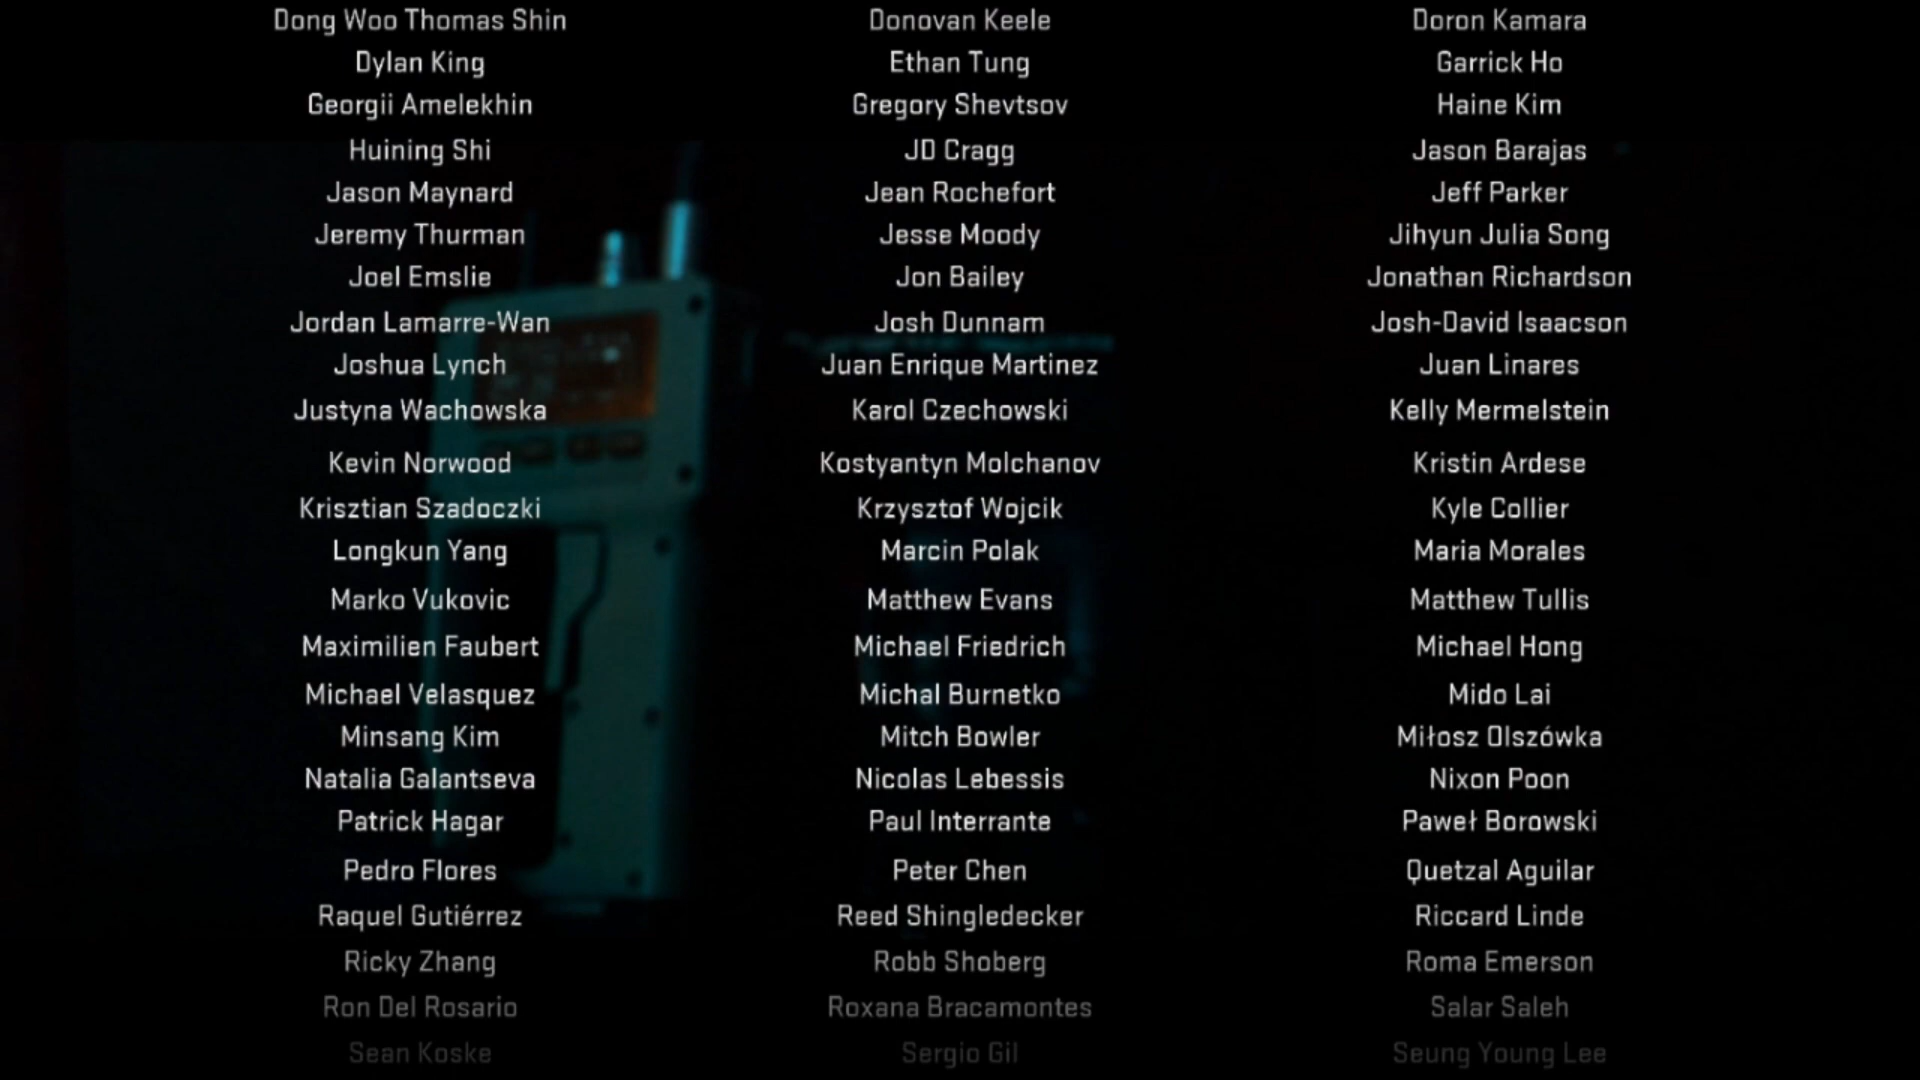 Dong Woo Thomas Shin Donovan Keele Doron Kamara
Dylan King Ethan Tung Garrick Ho
Georgii Amelekhin Gregory Shevtsov Haine Kim
Huining Shi JD Cragg Jason Barajas
Jason Maynard Jean Rochefort Jeff Parker
Jeremy Thurman Jesse Moody Jihyun Julia Song
Joel Emslie Jon Bailey Jonathan Richardson
Jordan Lamarre-Wan Josh Dunnam Josh-David Isaacson
Joshua Lynch Juan Enrique Martinez Juan Linares
Justyna Wachowska Karol Czechowski Kelly Mermelstein
Kevin Norwood Kostyantyn Molchanov Kristin Ardese
Krisztian Szadoczki Krzysztof Wojcik Kyle Collier
Longkun Yang Marcin Polak Maria Morales
Marko Vukovic Matthew Evans Matthew Tullis
Maximilien Faubert Michael Friedrich Michael Hong
Michael Velasquez Michal Burnetko Mido Lai
Minsang Kim Mitch Bowler Miłosz Olszówka
Natalia Galantseva Nicolas Lebessis Nixon Poon
Patrick Hagar Paul Interrante Paweł Borowski
Pedro Flores Peter Chen Quetzal Aguilar
Raquel Gutiérrez Reed Shingledecker Riccard Linde
Ricky Zhang Robb Shoberg Roma Emerson
Ron Del Rosario Roxana Bracamontes Salar Saleh
Sean Koske Sergio Gil Seung Young Lee